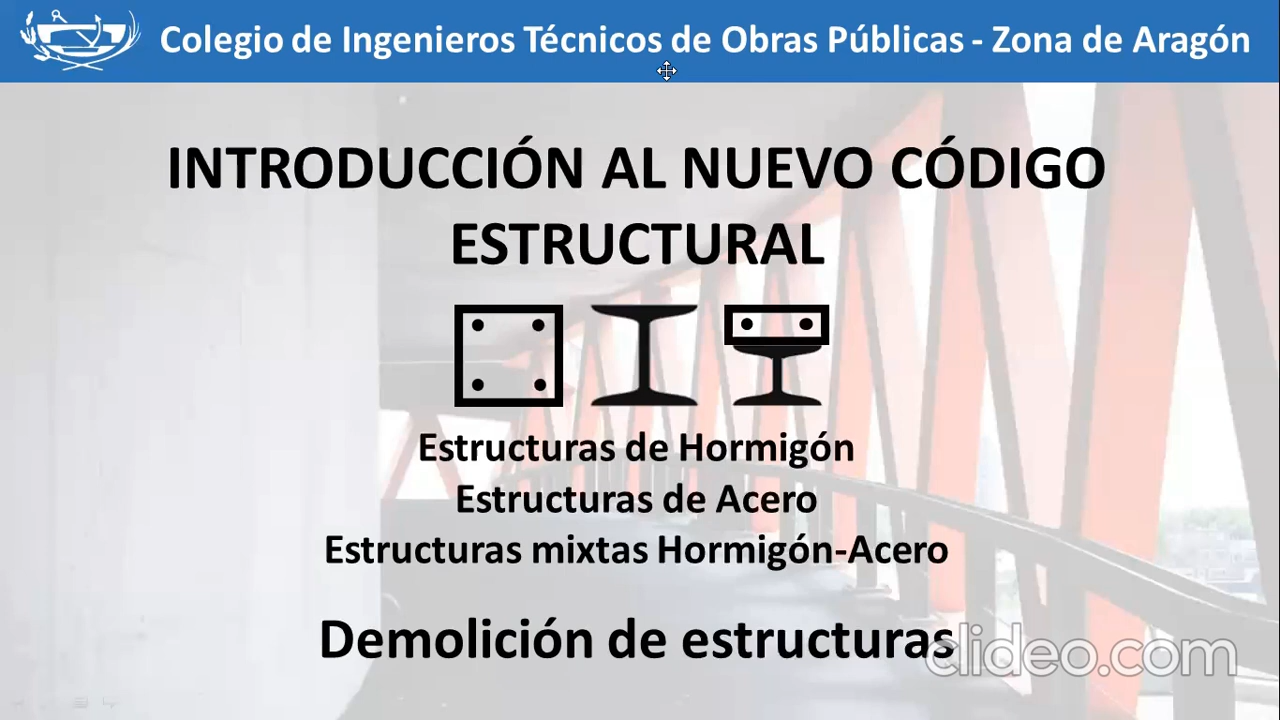 Colegio de Ingenieros Técnicos de Obras Públicas - Zona de Aragón
INTRODUCCIÓN AL NUEVO CÓDIGO
ESTRUCTURAL
Estructuras de Hormigón
Estructuras de Acero
Estructuras mixtas Hormigón-Acero
Demolición de estructuras
clideo.com